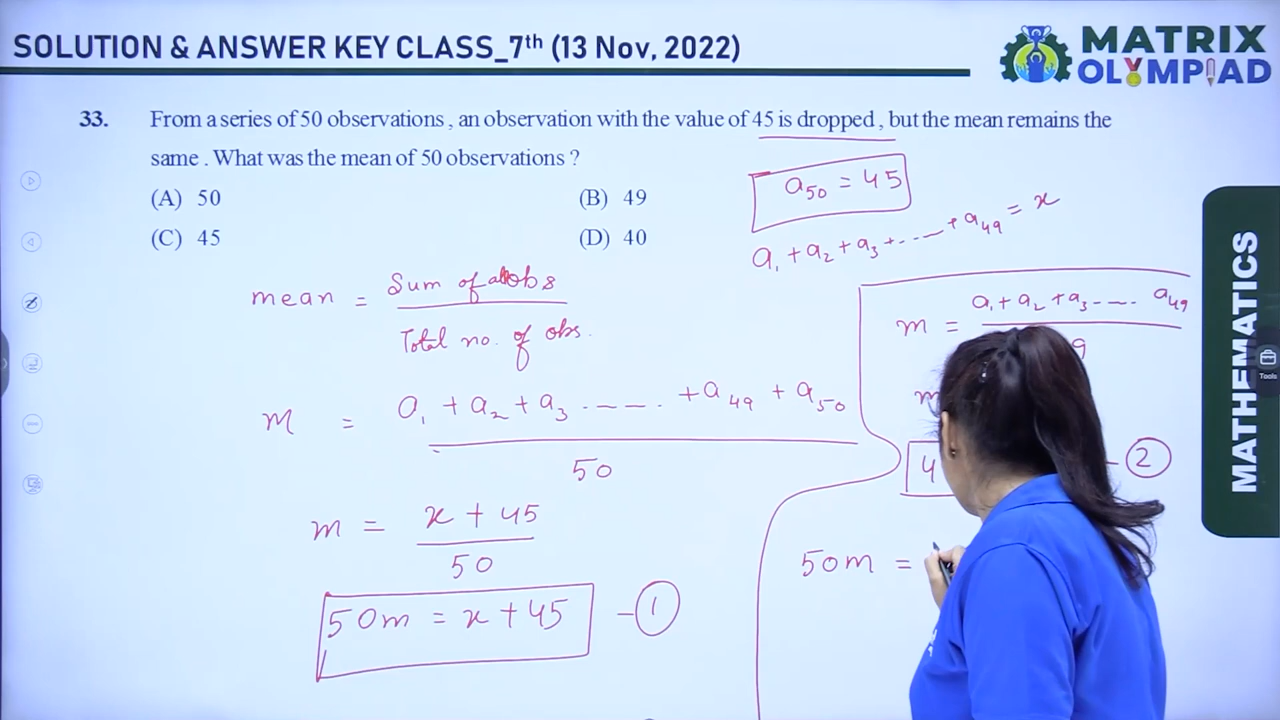 SOLUTION & ANSWER KEY CLASS_7th (13 Nov, 2022)
MATRIX
OLYMPIAD
33. From a series of 50 observations , an observation with the value of 45 is dropped , but the mean remains the
same . What was the mean of 50 observations ?
(A) 50
(B) 49
(C) 45
(D) 40
a₅₀ = 45
a₁ + a₂ + a₃ + ..... + a₄₉ = x
mean = Sum of obs
Total no. of obs.
m = a₁ + a₂ + a₃ ...... + a₄₉ + a₅₀
50
m = x + 45
50
50m = x + 45 - 1
m = a₁ + a₂ + a₃ ..... a₄₉
9
m
4 - 2
50m =
MATHEMATICS
Tools